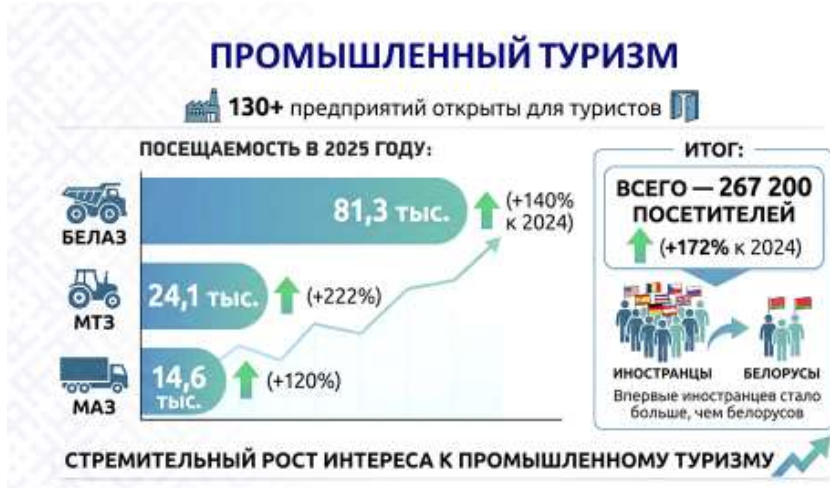 ПРОМЫШЛЕННЫЙ ТУРИЗМ
130+ предприятий открыты для туристов
ПОСЕЩАЕМОСТЬ В 2025 ГОДУ:
БЕЛАЗ
81,3 тыс.
(+140%
к 2024)
МТЗ
24,1 тыс.
(+222%)
МАЗ
14,6
тыс.
(+120%)
ИТОГ:
ВСЕГО — 267 200
ПОСЕТИТЕЛЕЙ
(+172% к 2024)
ИНОСТРАНЦЫ
БЕЛОРУСЫ
Впервые иностранцев стало
больше, чем белорусов
СТРЕМИТЕЛЬНЫЙ РОСТ ИНТЕРЕСА К ПРОМЫШЛЕННОМУ ТУРИЗМУ